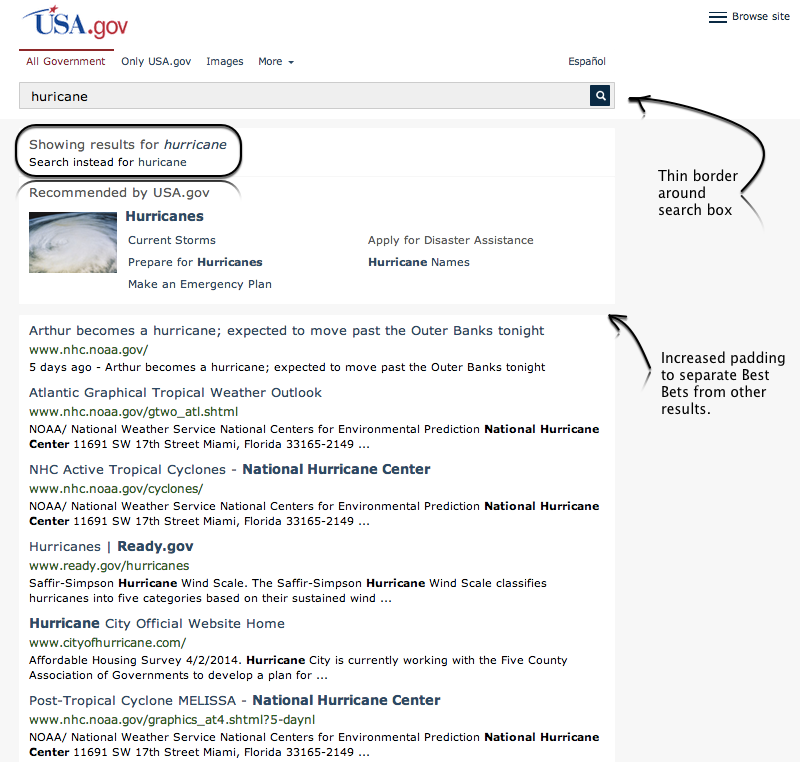 USA.gov
Browse site
All Government Only USA.gov Images More Español
huricane
Showing results for hurricane
Search instead for huricane
Recommended by USA.gov
Hurricanes
Current Storms Apply for Disaster Assistance
Prepare for Hurricanes Hurricane Names
Make an Emergency Plan
Thin border
around
search box
Arthur becomes a hurricane; expected to move past the Outer Banks tonight
www.nhc.noaa.gov/
5 days ago - Arthur becomes a hurricane; expected to move past the Outer Banks tonight
Increased padding
to separate Best
Bets from other
results.
Atlantic Graphical Tropical Weather Outlook
www.nhc.noaa.gov/gtwo_atl.shtml
NOAA/ National Weather Service National Centers for Environmental Prediction National Hurricane
Center 11691 SW 17th Street Miami, Florida 33165-2149 ...
NHC Active Tropical Cyclones - National Hurricane Center
www.nhc.noaa.gov/cyclones/
NOAA/ National Weather Service National Centers for Environmental Prediction National Hurricane
Center 11691 SW 17th Street Miami, Florida 33165-2149 ...
Hurricanes | Ready.gov
www.ready.gov/hurricanes
Saffir-Simpson Hurricane Wind Scale. The Saffir-Simpson Hurricane Wind Scale classifies
hurricanes into five categories based on their sustained wind ...
Hurricane City Official Website Home
www.cityofhurricane.com/
Affordable Housing Survey 4/2/2014. Hurricane City is currently working with the Five County
Association of Governments to develop a plan for ...
Post-Tropical Cyclone MELISSA - National Hurricane Center
www.nhc.noaa.gov/graphics_at4.shtml?5-daynl
NOAA/ National Weather Service National Centers for Environmental Prediction National Hurricane
Center 11691 SW 17th Street Miami, Florida 33165-2149 ...